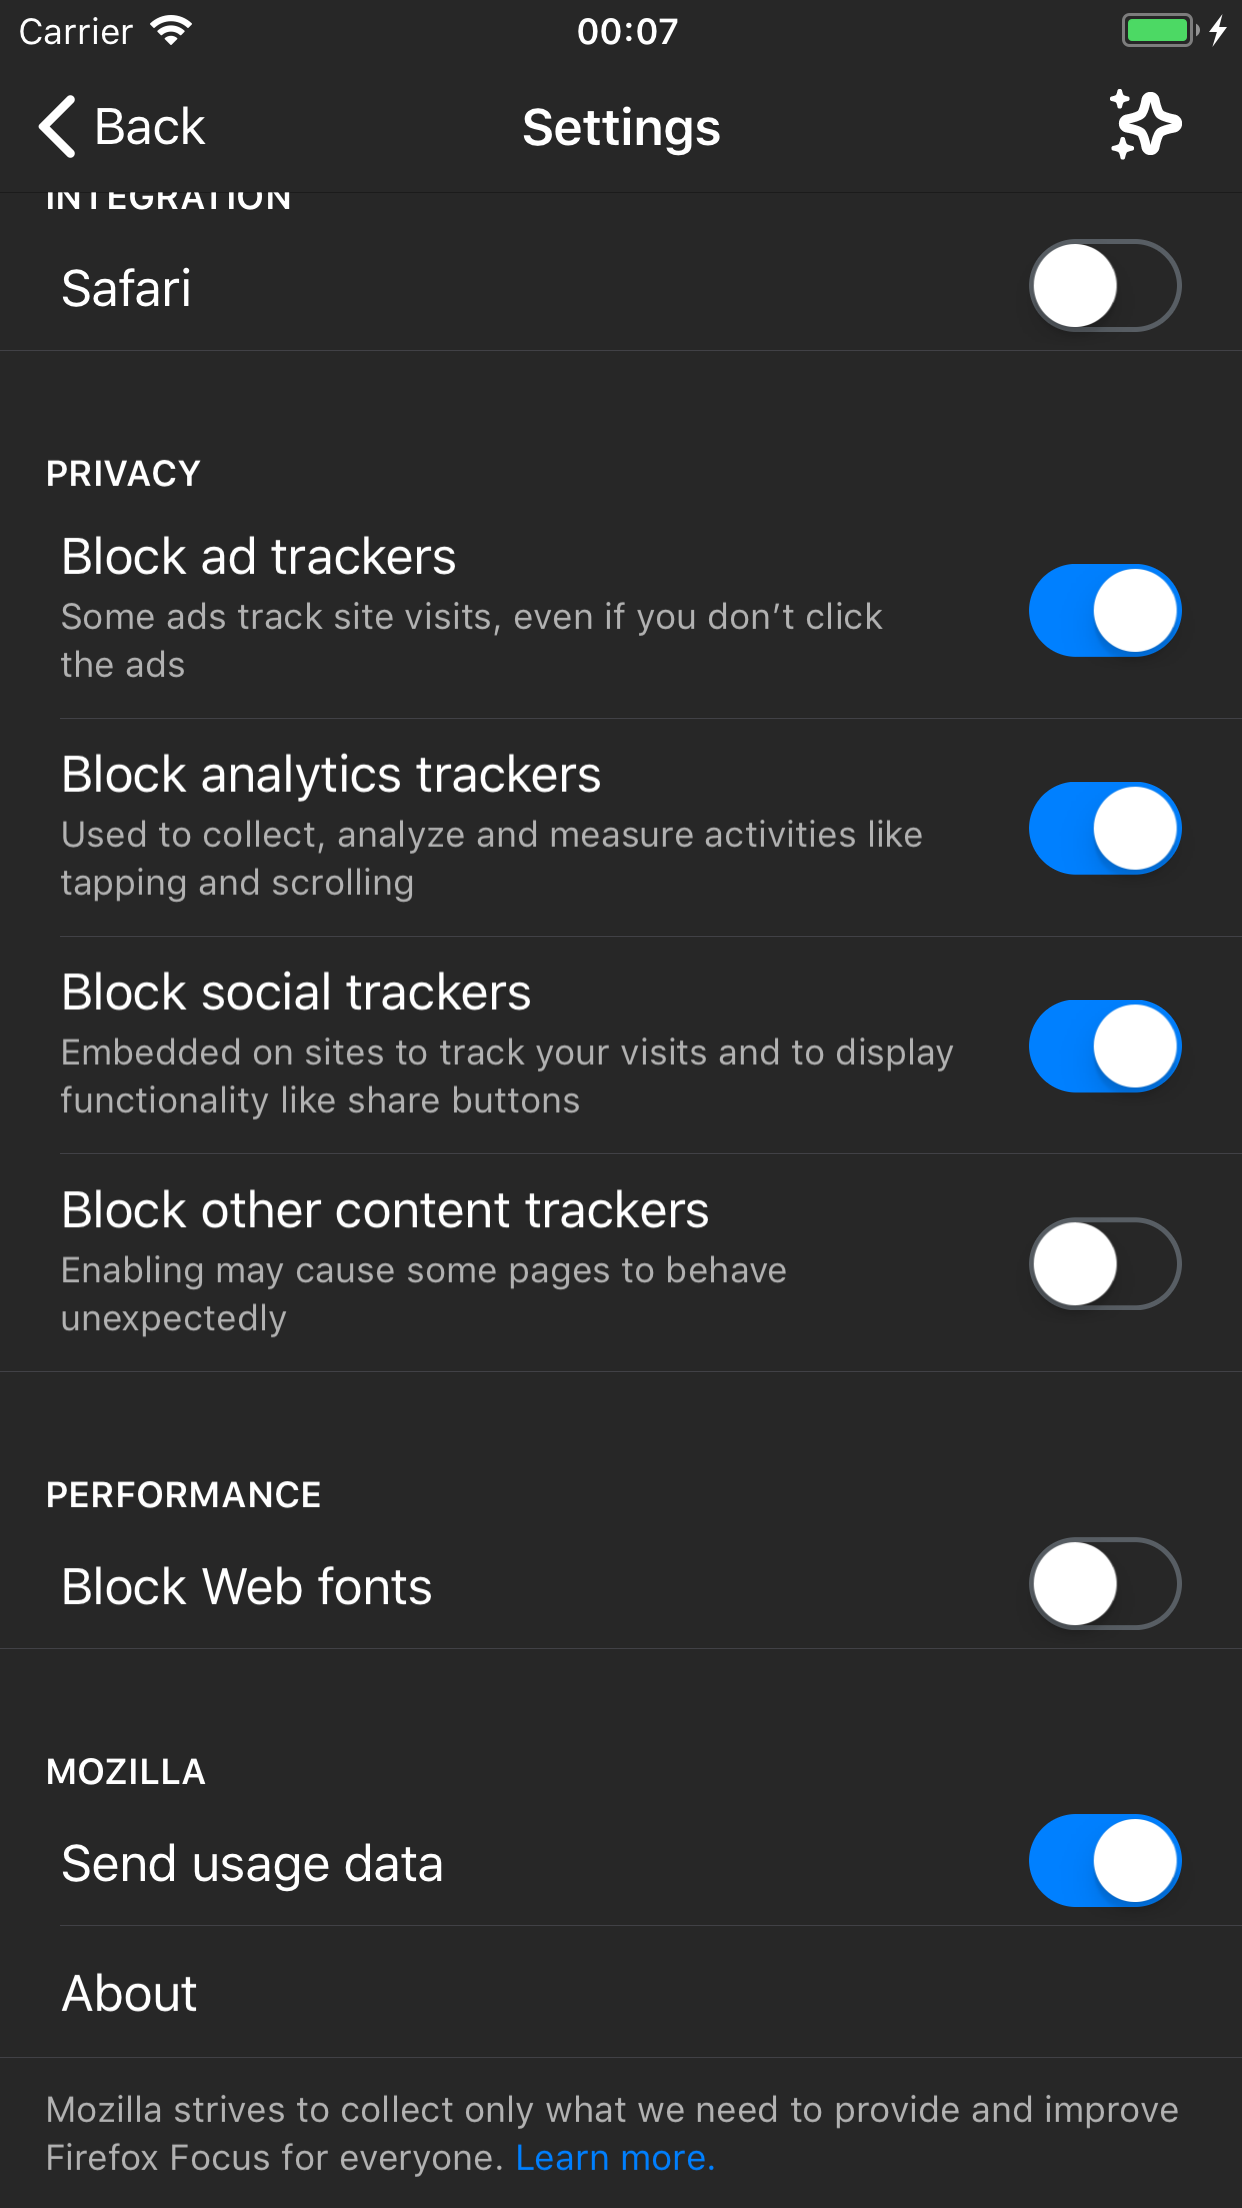 Carrier
00:07
Back
Settings
INTEGRATION
Safari
PRIVACY
Block ad trackers
Some ads track site visits, even if you don’t click
the ads
Block analytics trackers
Used to collect, analyze and measure activities like
tapping and scrolling
Block social trackers
Embedded on sites to track your visits and to display
functionality like share buttons
Block other content trackers
Enabling may cause some pages to behave
unexpectedly
PERFORMANCE
Block Web fonts
MOZILLA
Send usage data
About
Mozilla strives to collect only what we need to provide and improve
Firefox Focus for everyone. Learn more.